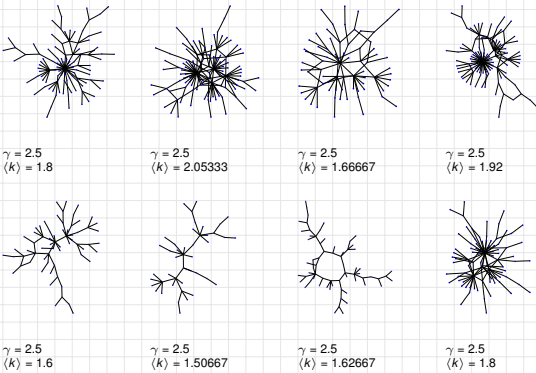 γ = 2.5
⟨k⟩ = 1.8
γ = 2.5
⟨k⟩ = 2.05333
γ = 2.5
⟨k⟩ = 1.66667
γ = 2.5
⟨k⟩ = 1.92
γ = 2.5
⟨k⟩ = 1.6
γ = 2.5
⟨k⟩ = 1.50667
γ = 2.5
⟨k⟩ = 1.62667
γ = 2.5
⟨k⟩ = 1.8